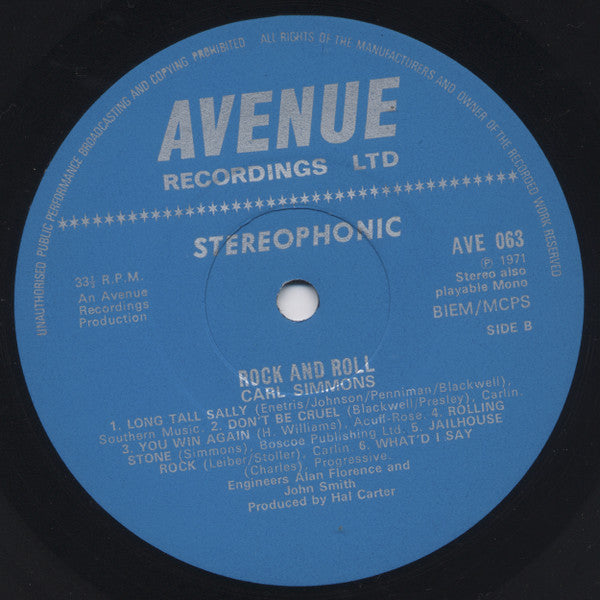 UNAUTHORISED PUBLIC PERFORMANCE BROADCASTING AND COPYING PROHIBITED ALL RIGHTS OF THE MANUFACTURERS AND OWNER OF THE RECORDED WORK RESERVED
AVENUE
RECORDINGS LTD
STEREOPHONIC
33⅓ R.P.M.
An Avenue
Recordings
Production
AVE 063
℗ 1971
Stereo also
playable Mono
BIEM/MCPS
SIDE B
ROCK AND ROLL
CARL SIMMONS
1. LONG TALL SALLY (Enetris/Johnson/Penniman/Blackwell),
Southern Music. 2. DON'T BE CRUEL (Blackwell/Presley), Carlin.
3. YOU WIN AGAIN (H. Williams), Acuff-Rose. 4. ROLLING
STONE (Simmons), Boscoe Publishing Ltd. 5. JAILHOUSE
ROCK (Leiber/Stoller), Carlin. 6. WHAT'D I SAY
(Charles), Progressive.
Engineers Alan Florence and
John Smith
Produced by Hal Carter